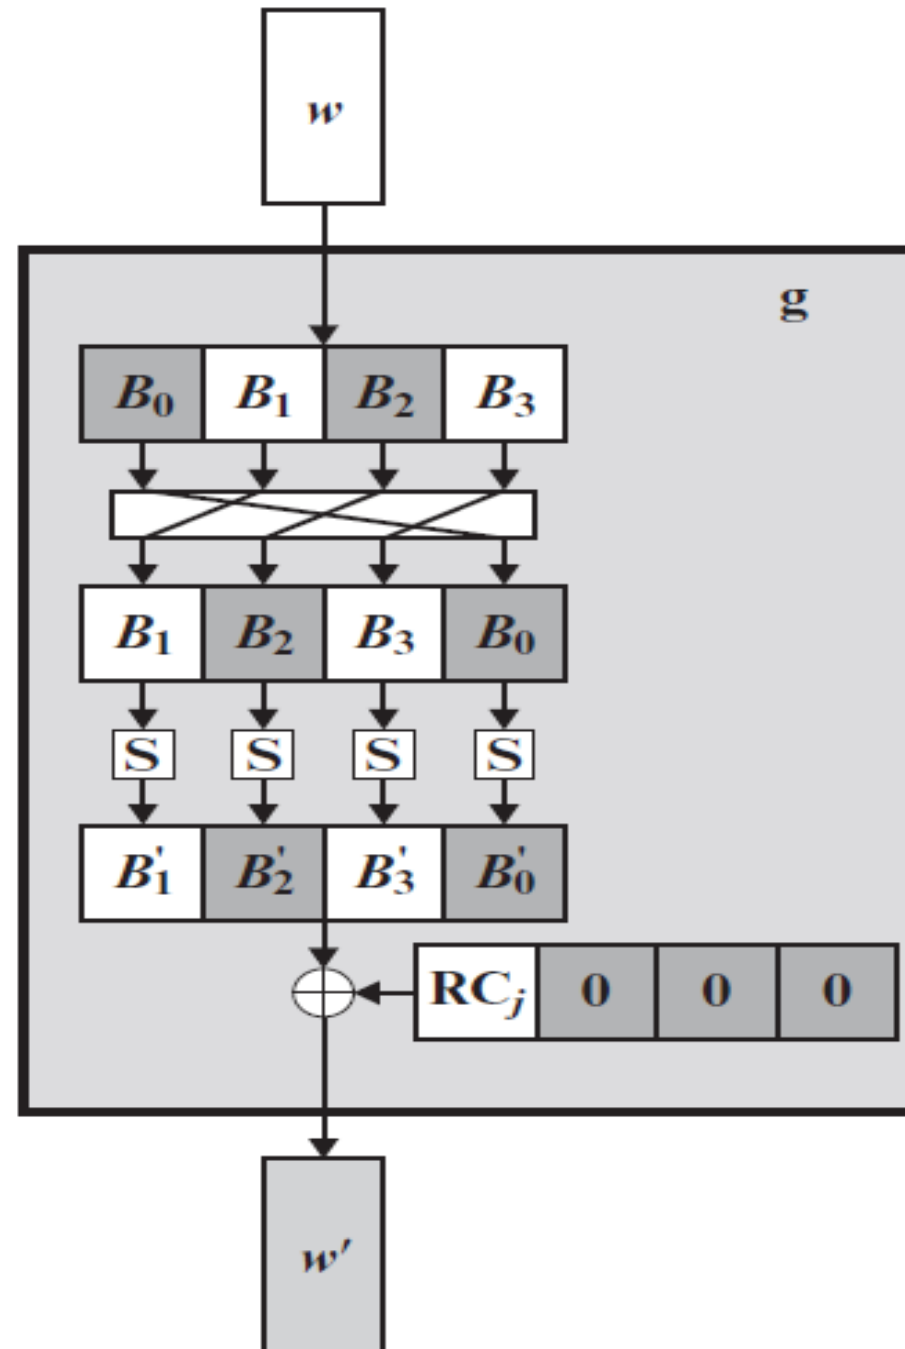 w
g
B₀ B₁ B₂ B₃
B₁ B₂ B₃ B₀
S S S S
B'₁ B'₂ B'₃ B'₀
RCⱼ 0 0 0
w′